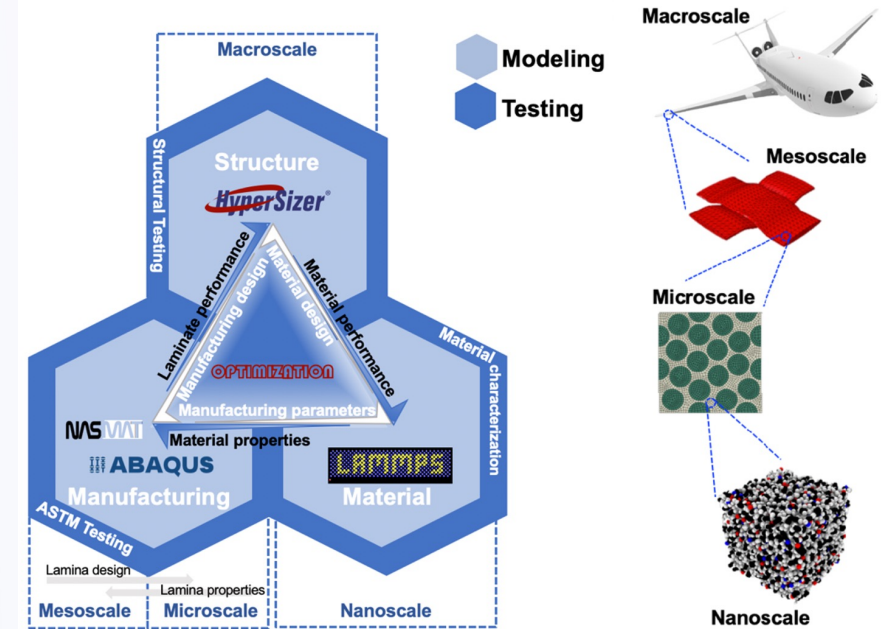 Macroscale
Modeling
Testing
Structural Testing
Structure
HyperSizer®
Laminate performance
Manufacturing design
Material design
Material performance
OPTIMIZATION
Manufacturing parameters
Material properties
NASMAT
ABAQUS
Manufacturing
ASTM Testing
LAMMPS
Material
Material characterization
Lamina design
Lamina properties
Mesoscale
Microscale
Nanoscale
Macroscale
Mesoscale
Microscale
Nanoscale